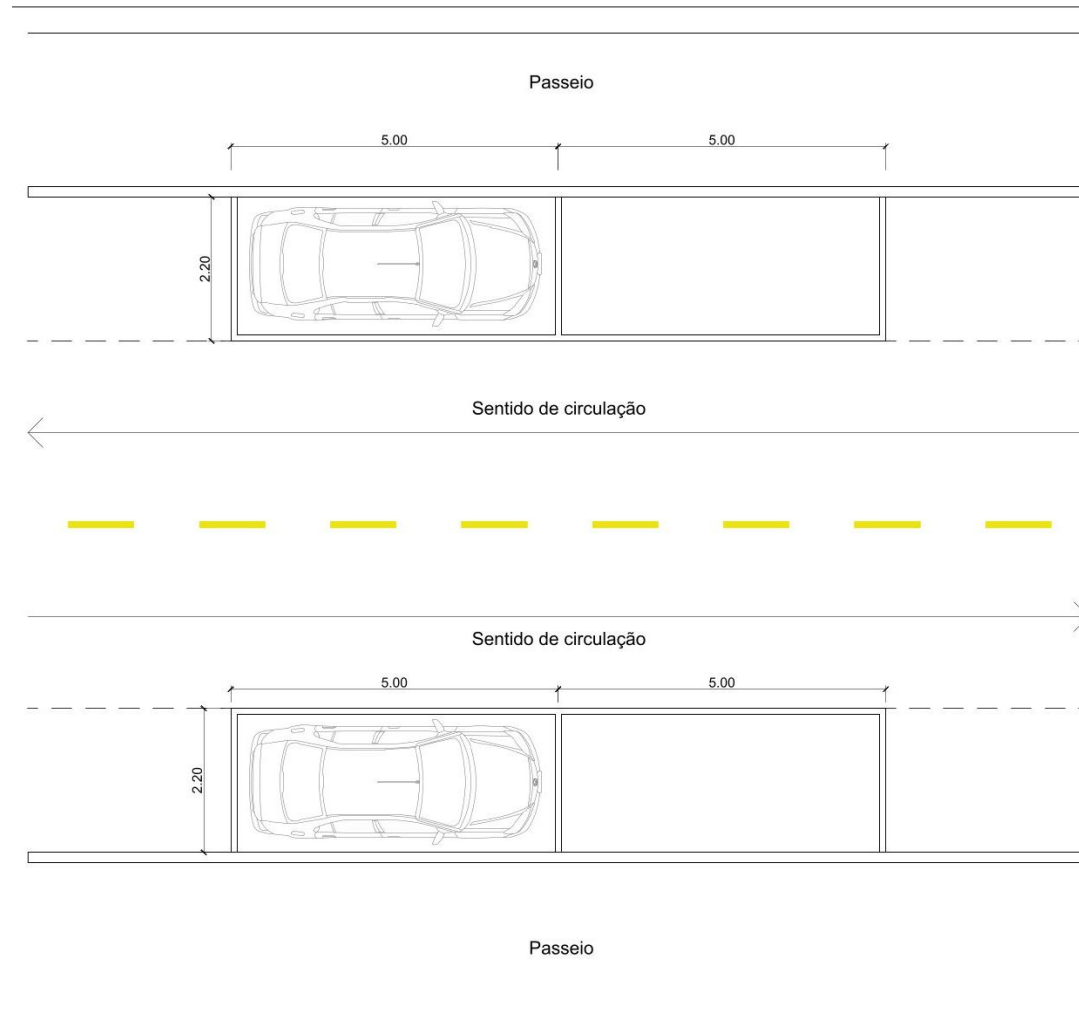 Passeio
5.00
5.00
2.20
Sentido de circulação
Sentido de circulação
5.00
5.00
2.20
Passeio